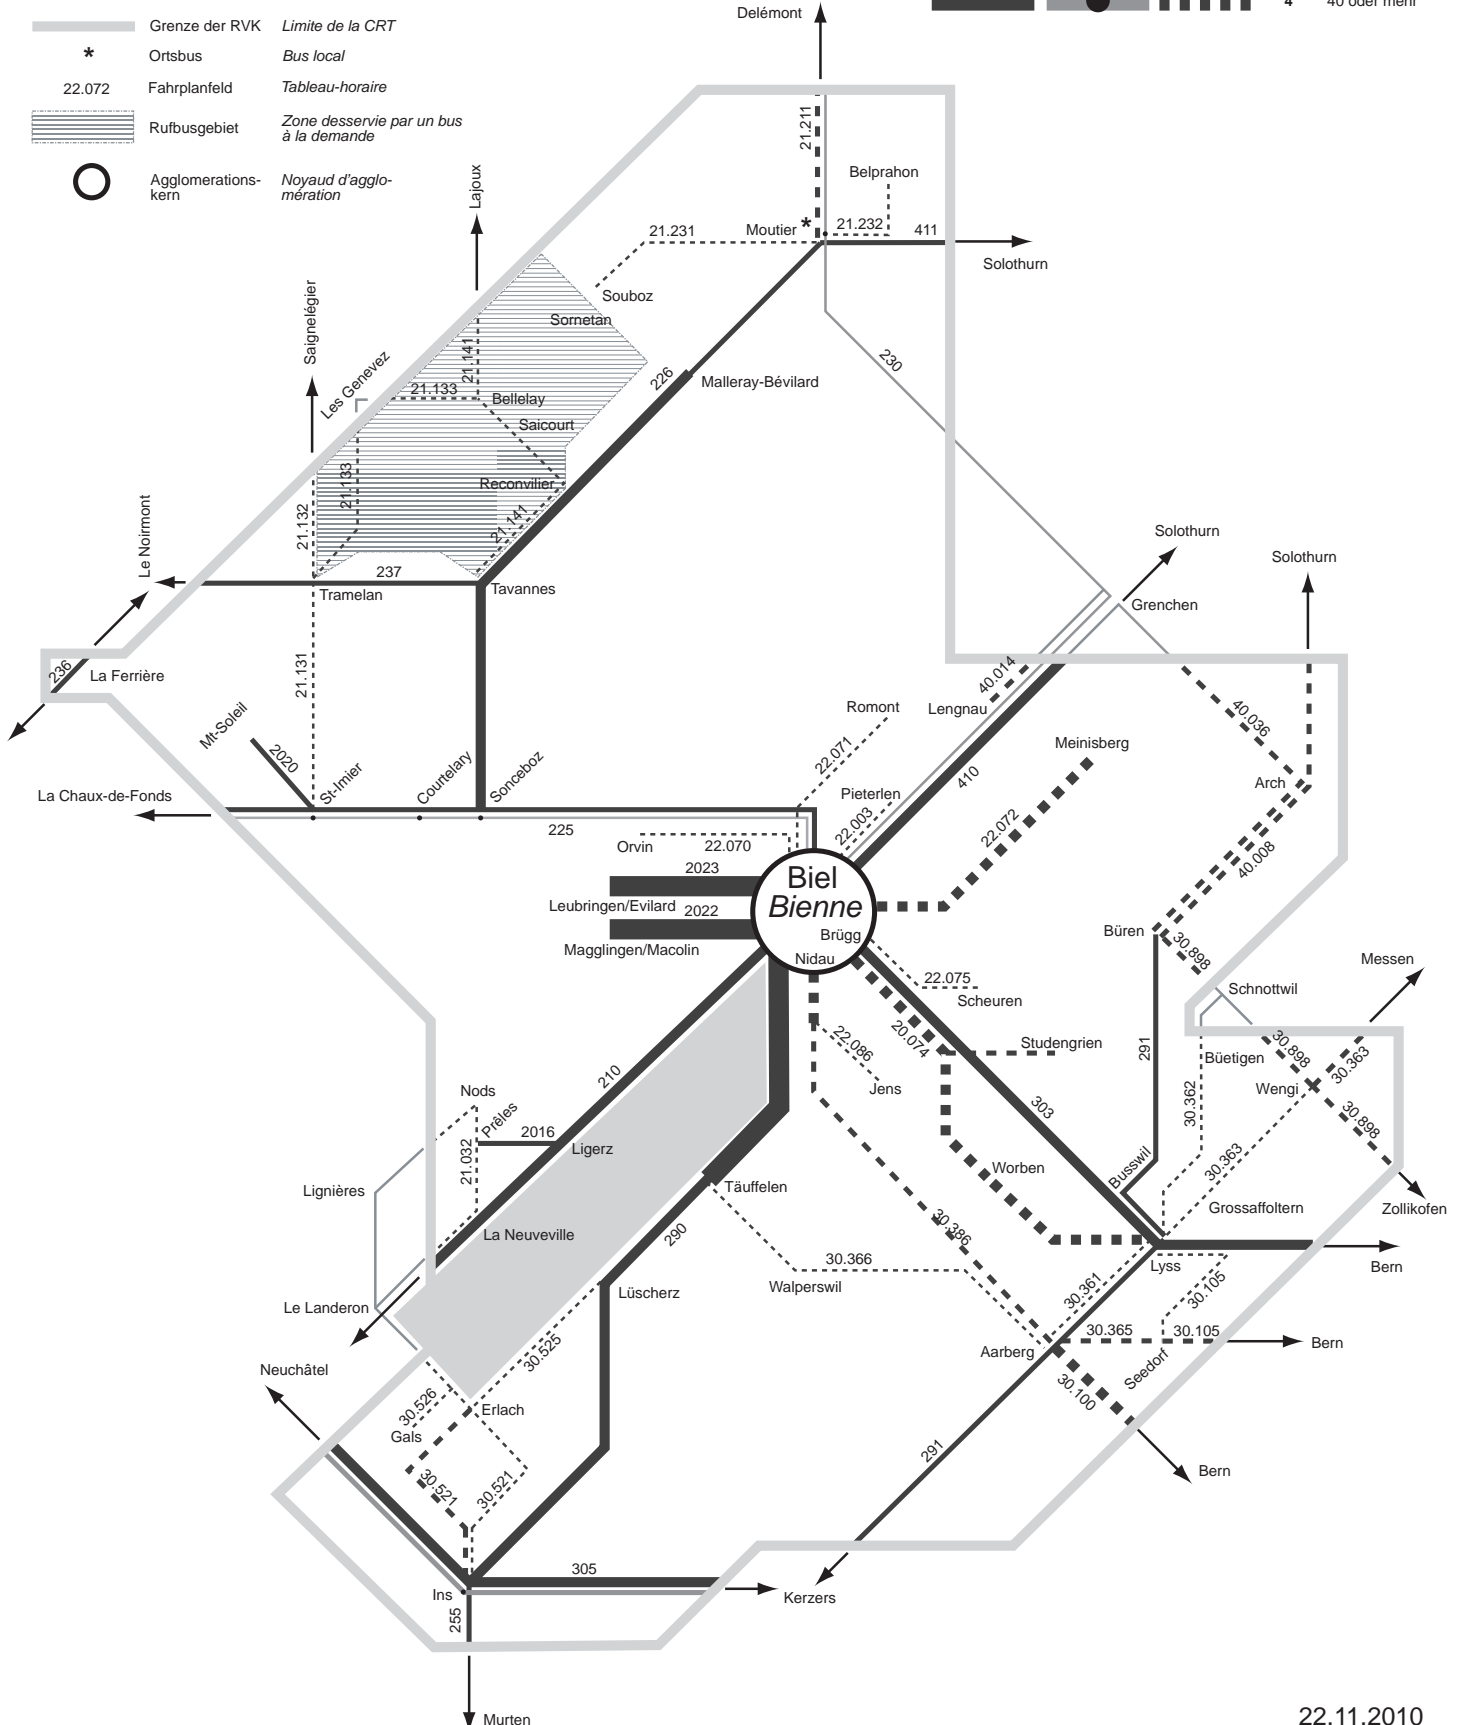 Delémont
4 40 oder mehr
Grenze der RVK Limite de la CRT
* Ortsbus Bus local
22.072 Fahrplanfeld Tableau-horaire
Rufbusgebiet Zone desservie par un bus
à la demande
Agglomerations- Noyaud d'agglo-
kern mération
21.211
Belprahon
Lajoux
21.231
Moutier *
21.232
411
Solothurn
Souboz
Saignelégier
Sornetan
21.141
230
Les Genevez
226
Malleray-Bévilard
21.133
Bellelay
Saicourt
21.133
Reconvilier
21.141
21.132
Le Noirmont
Solothurn
Solothurn
237
Tramelan
Tavannes
Grenchen
236
La Ferrière
21.131
40.014
Romont
Lengnau
40.036
Mt-Soleil
2020
22.071
Meinisberg
St-Imier
Courtelary
Sonceboz
410
Arch
La Chaux-de-Fonds
Pieterlen
22.003
22.072
225
Orvin
22.070
40.008
2023
Biel
Bienne
Leubringen/Evilard
2022
Brügg
Büren
Magglingen/Macolin
Nidau
30.898
Messen
22.075
Schnottwil
Scheuren
20.074
22.086
Studengrien
291
30.898
Büetigen
30.363
210
Jens
Wengi
Nods
30.362
303
30.898
Prêles
2016
Ligerz
21.032
Worben
Busswil
30.363
Lignières
Täuffelen
Grossaffoltern
Zollikofen
La Neuveville
290
30.386
30.366
Lyss
Bern
Walperswil
Lüscherz
30.361
30.105
Le Landeron
30.365
30.105
Bern
Aarberg
30.525
Seedorf
Neuchâtel
30.100
30.526
Erlach
Gals
291
Bern
30.521
30.521
305
Ins
Kerzers
255
Murten
22.11.2010